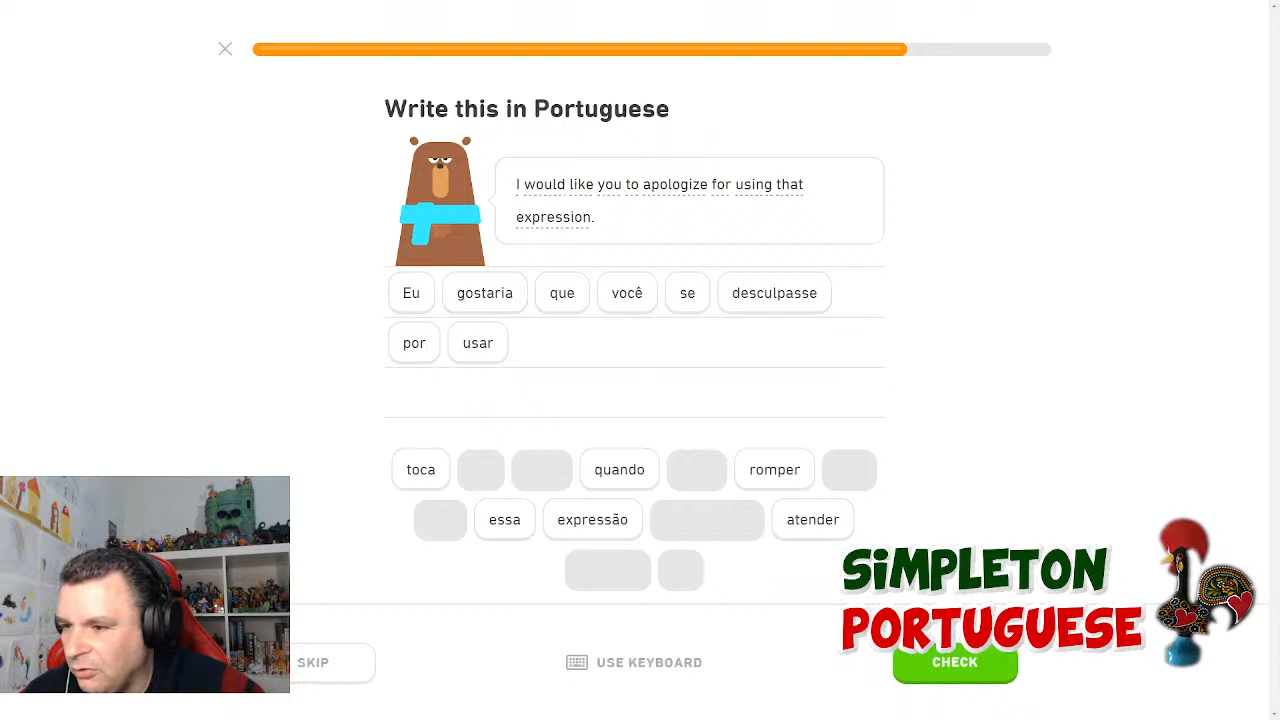 Write this in Portuguese
I would like you to apologize for using that
expression.
Eu gostaria que você se desculpasse
por usar
toca quando romper
essa expressão atender
SKIP USE KEYBOARD CHECK
SiMPLETON
PORTUGUESE